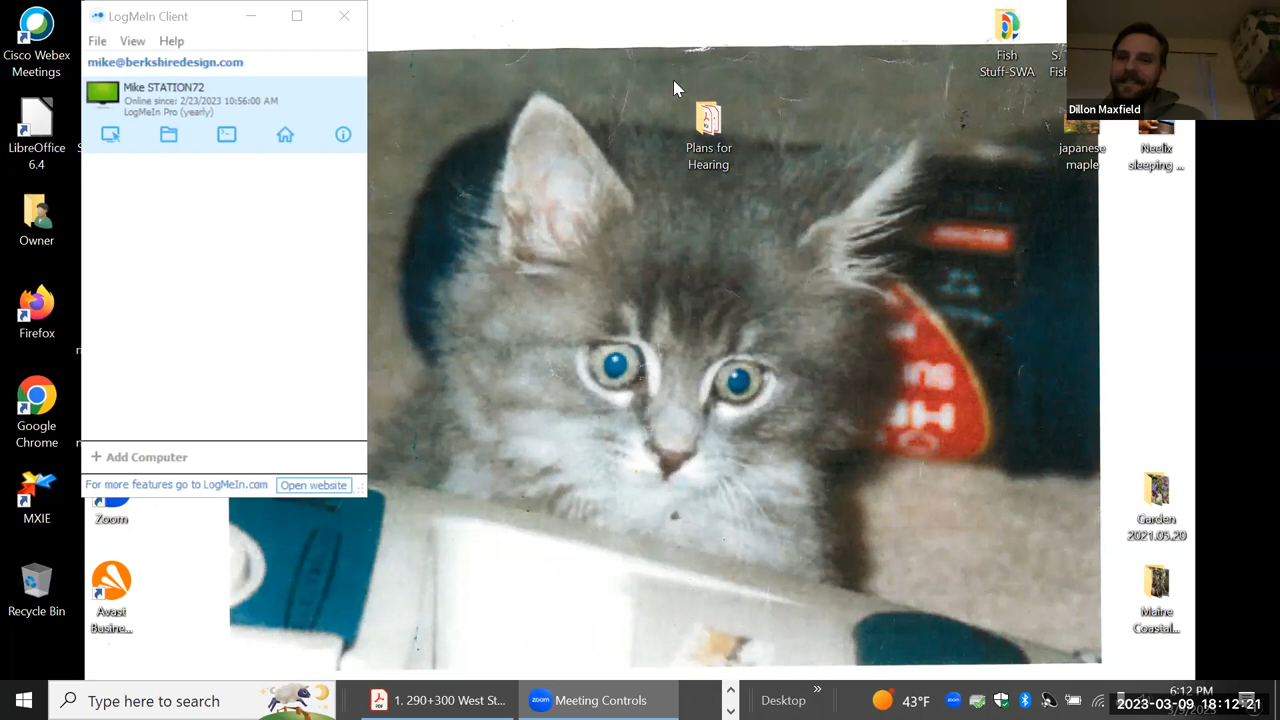 Cisco Webex
Meetings
LibreOffice
6.4
Owner
Firefox
Google
Chrome
MXIE
Recycle Bin
LogMeIn Client
File View Help
mike@berkshiredesign.com
Mike STATION72
Online since: 2/23/2023 10:56:00 AM
LogMeIn Pro (yearly)
+ Add Computer
For more features go to LogMeIn.com
Open website
Zoom
Avast
Busine...
Plans for
Hearing
Fish
Stuff-SWA
S.
Fis
Dillon Maxfield
japanese
maple
Neelix
sleeping ...
Garden
2021.05.20
Maine
Coastal...
Type here to search
1. 290+300 West St...
Meeting Controls
Desktop
43°F
6:12 PM
2023-03-09 18:12:21